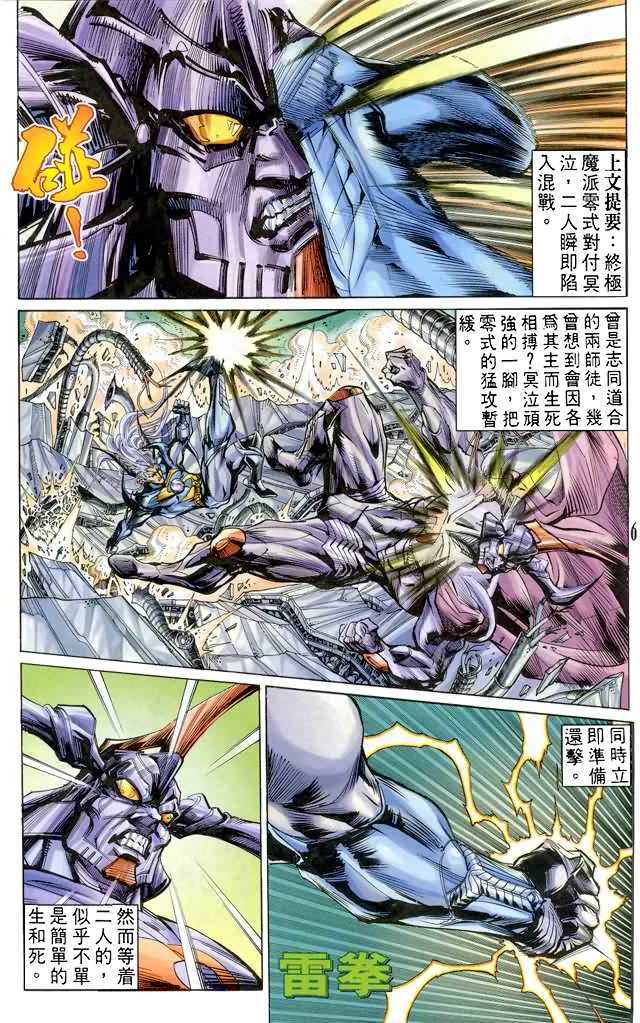 上文提要：終極
魔派零式對付冥
泣，二人瞬即陷
入混戰。
碰！
曾是志同道合
的兩師徒，幾
曾想到會因各
為其主而生死
相搏？冥泣頑
強的一腳，把
零式的猛攻暫
緩。
6
同時立
即準備
還擊。
雷拳
然而等着
二人的，
似乎不單
是簡單的
生和死。